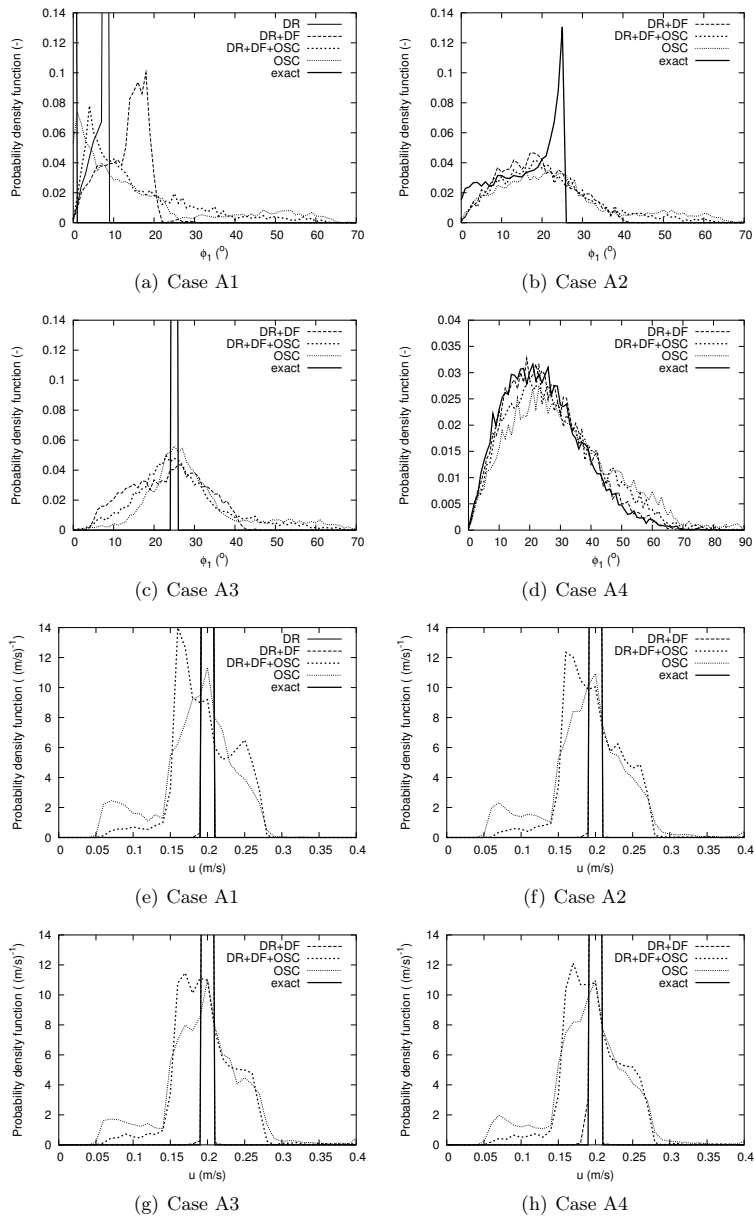 Probability density function (-)
0.14
0.12
0.1
0.08
0.06
0.04
0.02
0
0 10 20 30 40 50 60 70
ϕ1 (o)
DR
DR+DF
DR+DF+OSC
OSC
exact
(a) Case A1
Probability density function (-)
0.14
0.12
0.1
0.08
0.06
0.04
0.02
0
0 10 20 30 40 50 60 70
ϕ1 (o)
DR+DF
DR+DF+OSC
OSC
exact
(b) Case A2
Probability density function (-)
0.14
0.12
0.1
0.08
0.06
0.04
0.02
0
0 10 20 30 40 50 60 70
ϕ1 (o)
DR+DF
DR+DF+OSC
OSC
exact
(c) Case A3
Probability density function (-)
0.04
0.035
0.03
0.025
0.02
0.015
0.01
0.005
0
0 10 20 30 40 50 60 70 80 90
ϕ1 (o)
DR+DF
DR+DF+OSC
OSC
exact
(d) Case A4
Probability density function ( (m/s)-1)
14
12
10
8
6
4
2
0
0 0.05 0.1 0.15 0.2 0.25 0.3 0.35 0.4
u (m/s)
DR
DR+DF
DR+DF+OSC
OSC
exact
(e) Case A1
Probability density function ( (m/s)-1)
14
12
10
8
6
4
2
0
0 0.05 0.1 0.15 0.2 0.25 0.3 0.35 0.4
u (m/s)
DR+DF
DR+DF+OSC
OSC
exact
(f) Case A2
Probability density function ( (m/s)-1)
14
12
10
8
6
4
2
0
0 0.05 0.1 0.15 0.2 0.25 0.3 0.35 0.4
u (m/s)
DR+DF
DR+DF+OSC
OSC
exact
(g) Case A3
Probability density function ( (m/s)-1)
14
12
10
8
6
4
2
0
0 0.05 0.1 0.15 0.2 0.25 0.3 0.35 0.4
u (m/s)
DR+DF
DR+DF+OSC
OSC
exact
(h) Case A4